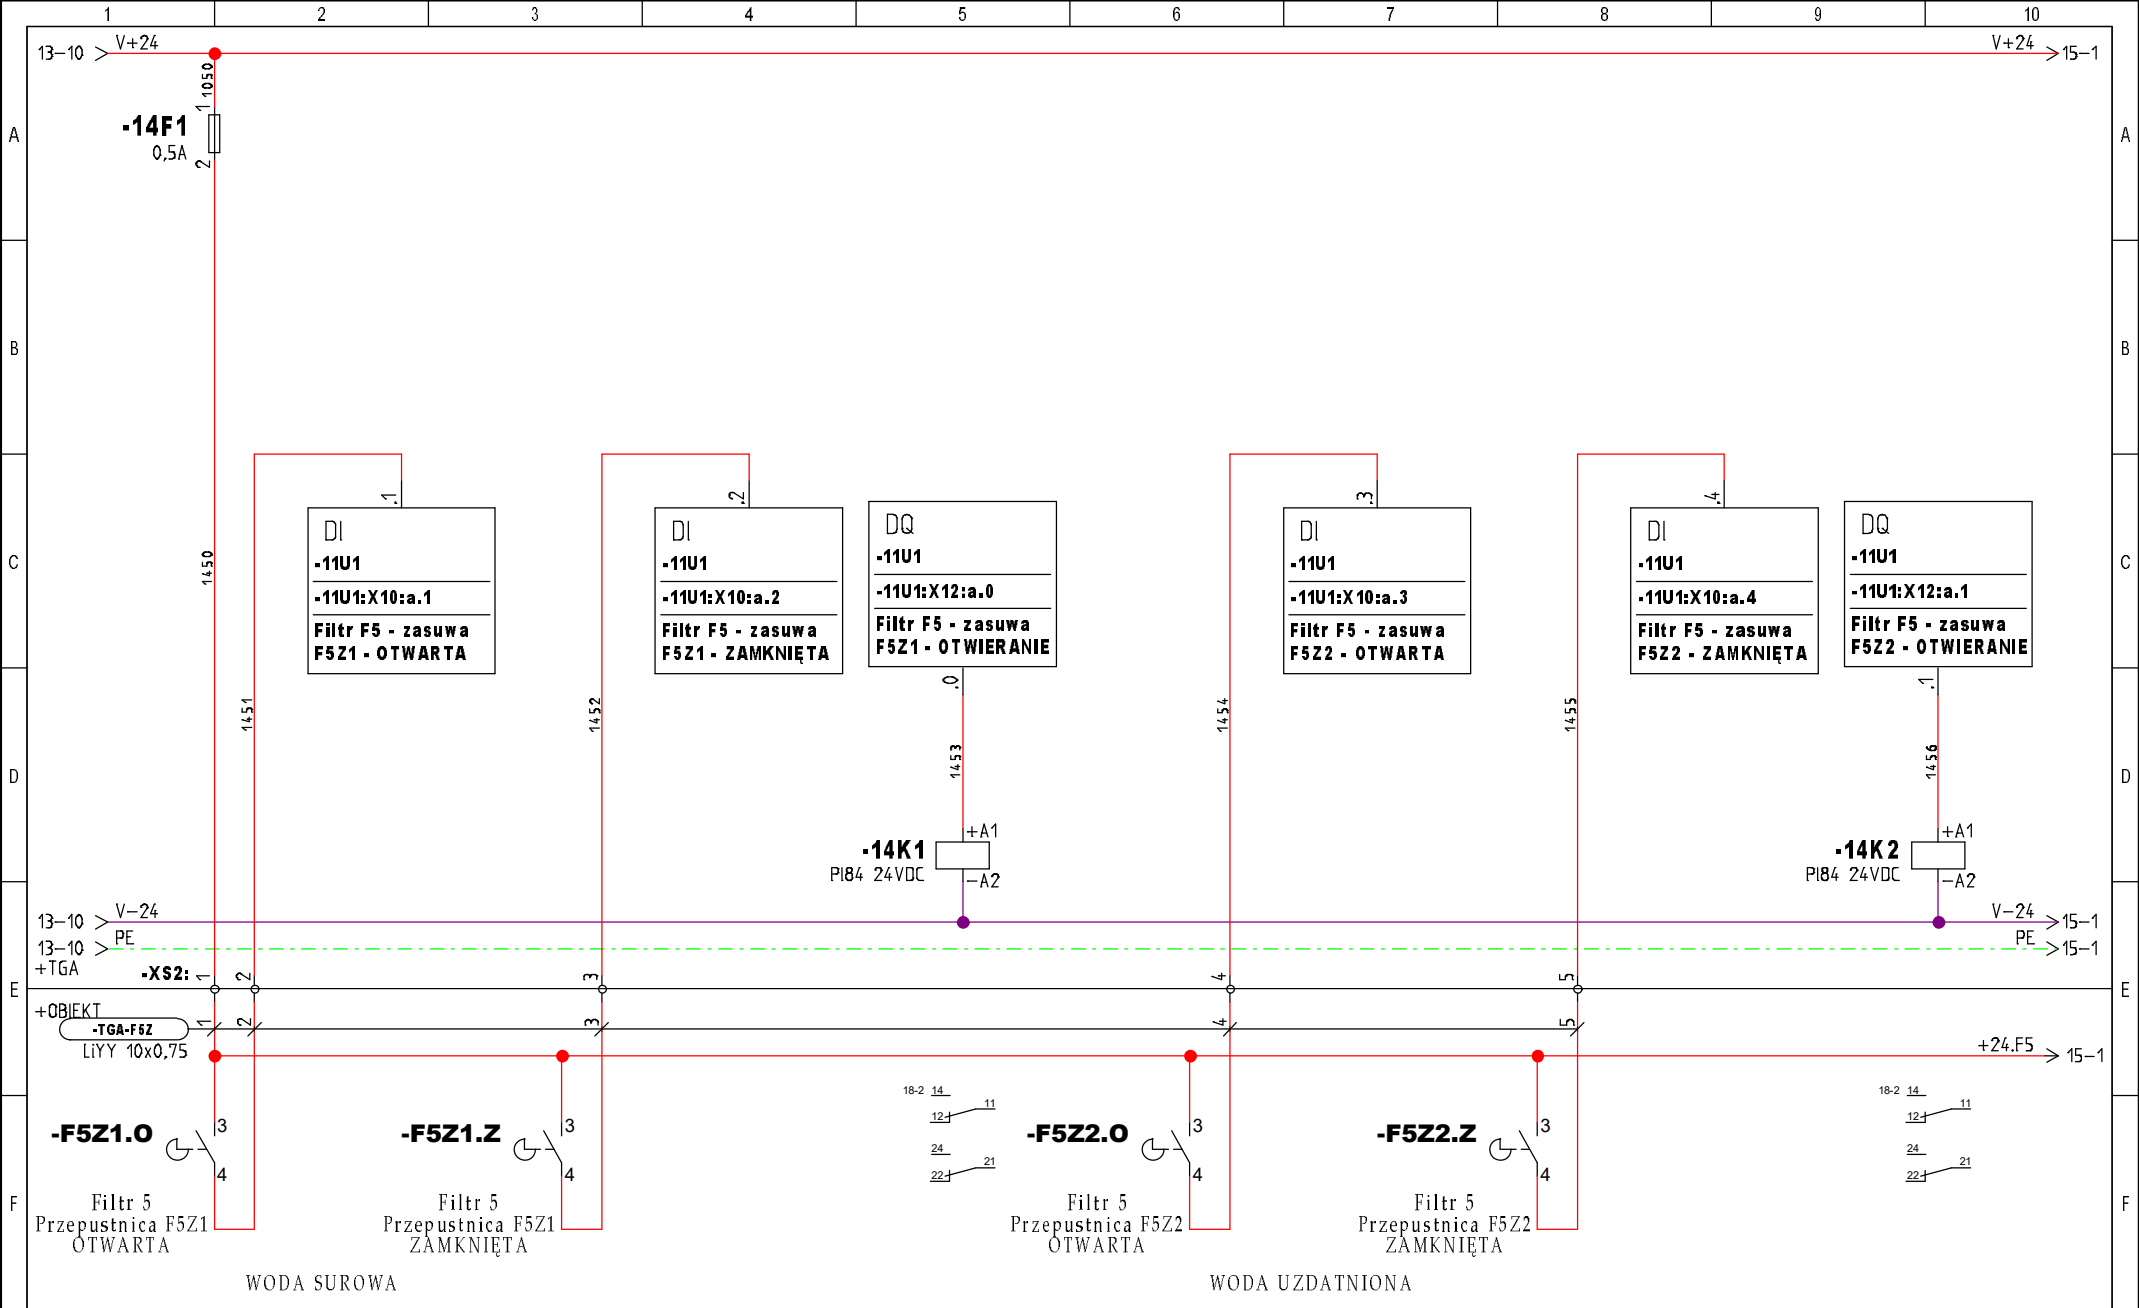 1 2 3 4 5 6 7 8 9 10
13-10 V+24 V+24 15-1
1050
1
-14F1
0,5A
2
A A
B B
.1 .2 .3 .4
DI
-11U1
-11U1:X10:a.1
Filtr F5 - zasuwa
F5Z1 - OTWARTA
DI
-11U1
-11U1:X10:a.2
Filtr F5 - zasuwa
F5Z1 - ZAMKNIĘTA
DQ
-11U1
-11U1:X12:a.0
Filtr F5 - zasuwa
F5Z1 - OTWIERANIE
DI
-11U1
-11U1:X10:a.3
Filtr F5 - zasuwa
F5Z2 - OTWARTA
DI
-11U1
-11U1:X10:a.4
Filtr F5 - zasuwa
F5Z2 - ZAMKNIĘTA
DQ
-11U1
-11U1:X12:a.1
Filtr F5 - zasuwa
F5Z2 - OTWIERANIE
C 1450 C
.0 .1
1451 1452 1453 1454 1455 1456
D D
+A1
-14K1
PI84 24VDC
-A2
+A1
-14K2
PI84 24VDC
-A2
13-10 V-24 V-24 15-1
13-10 PE PE 15-1
+TGA
-XS2: 1 2 3 4 5
E E
+OBIEKT
-TGA-F5Z 1 2 3 4 5
LiYY 10x0,75
+24.F5 15-1
18-2 14
12 11
24
22 21
18-2 14
12 11
24
22 21
-F5Z1.O
3
4
Filtr 5
Przepustnica F5Z1
OTWARTA
-F5Z1.Z
3
4
Filtr 5
Przepustnica F5Z1
ZAMKNIĘTA
-F5Z2.O
3
4
Filtr 5
Przepustnica F5Z2
OTWARTA
-F5Z2.Z
3
4
Filtr 5
Przepustnica F5Z2
ZAMKNIĘTA
F F
WODA SUROWA
WODA UZDATNIONA